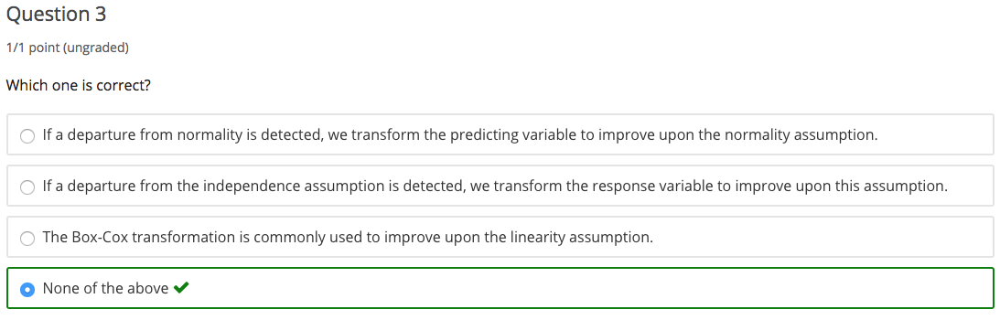 Question 3
1/1 point (ungraded)
Which one is correct?
If a departure from normality is detected, we transform the predicting variable to improve upon the normality assumption.
If a departure from the independence assumption is detected, we transform the response variable to improve upon this assumption.
The Box-Cox transformation is commonly used to improve upon the linearity assumption.
None of the above